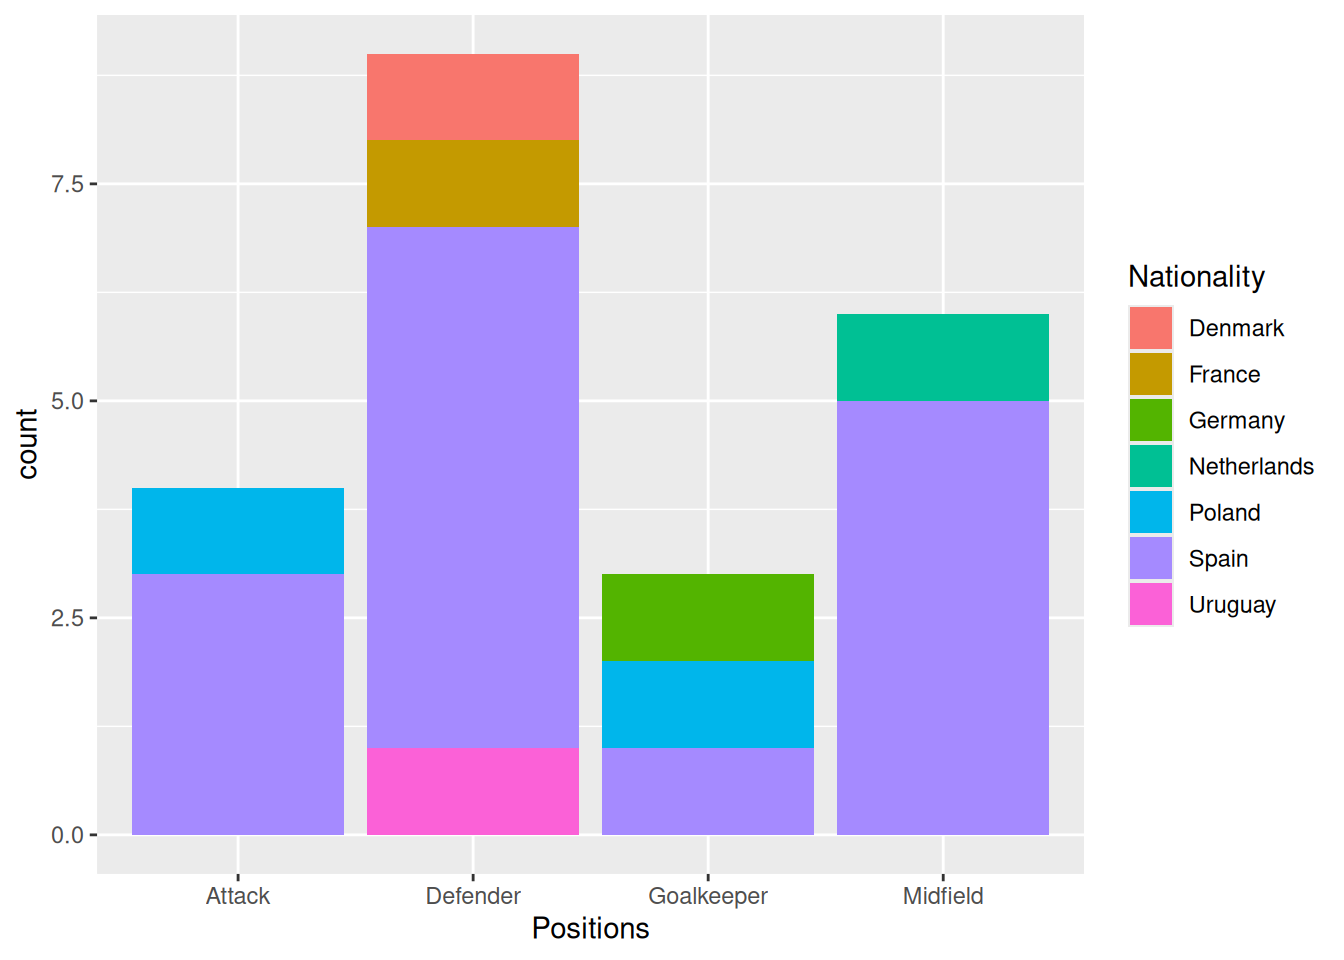 7.5
5.0
2.5
0.0
count
Attack
Defender
Goalkeeper
Midfield
Positions
Nationality
Denmark
France
Germany
Netherlands
Poland
Spain
Uruguay